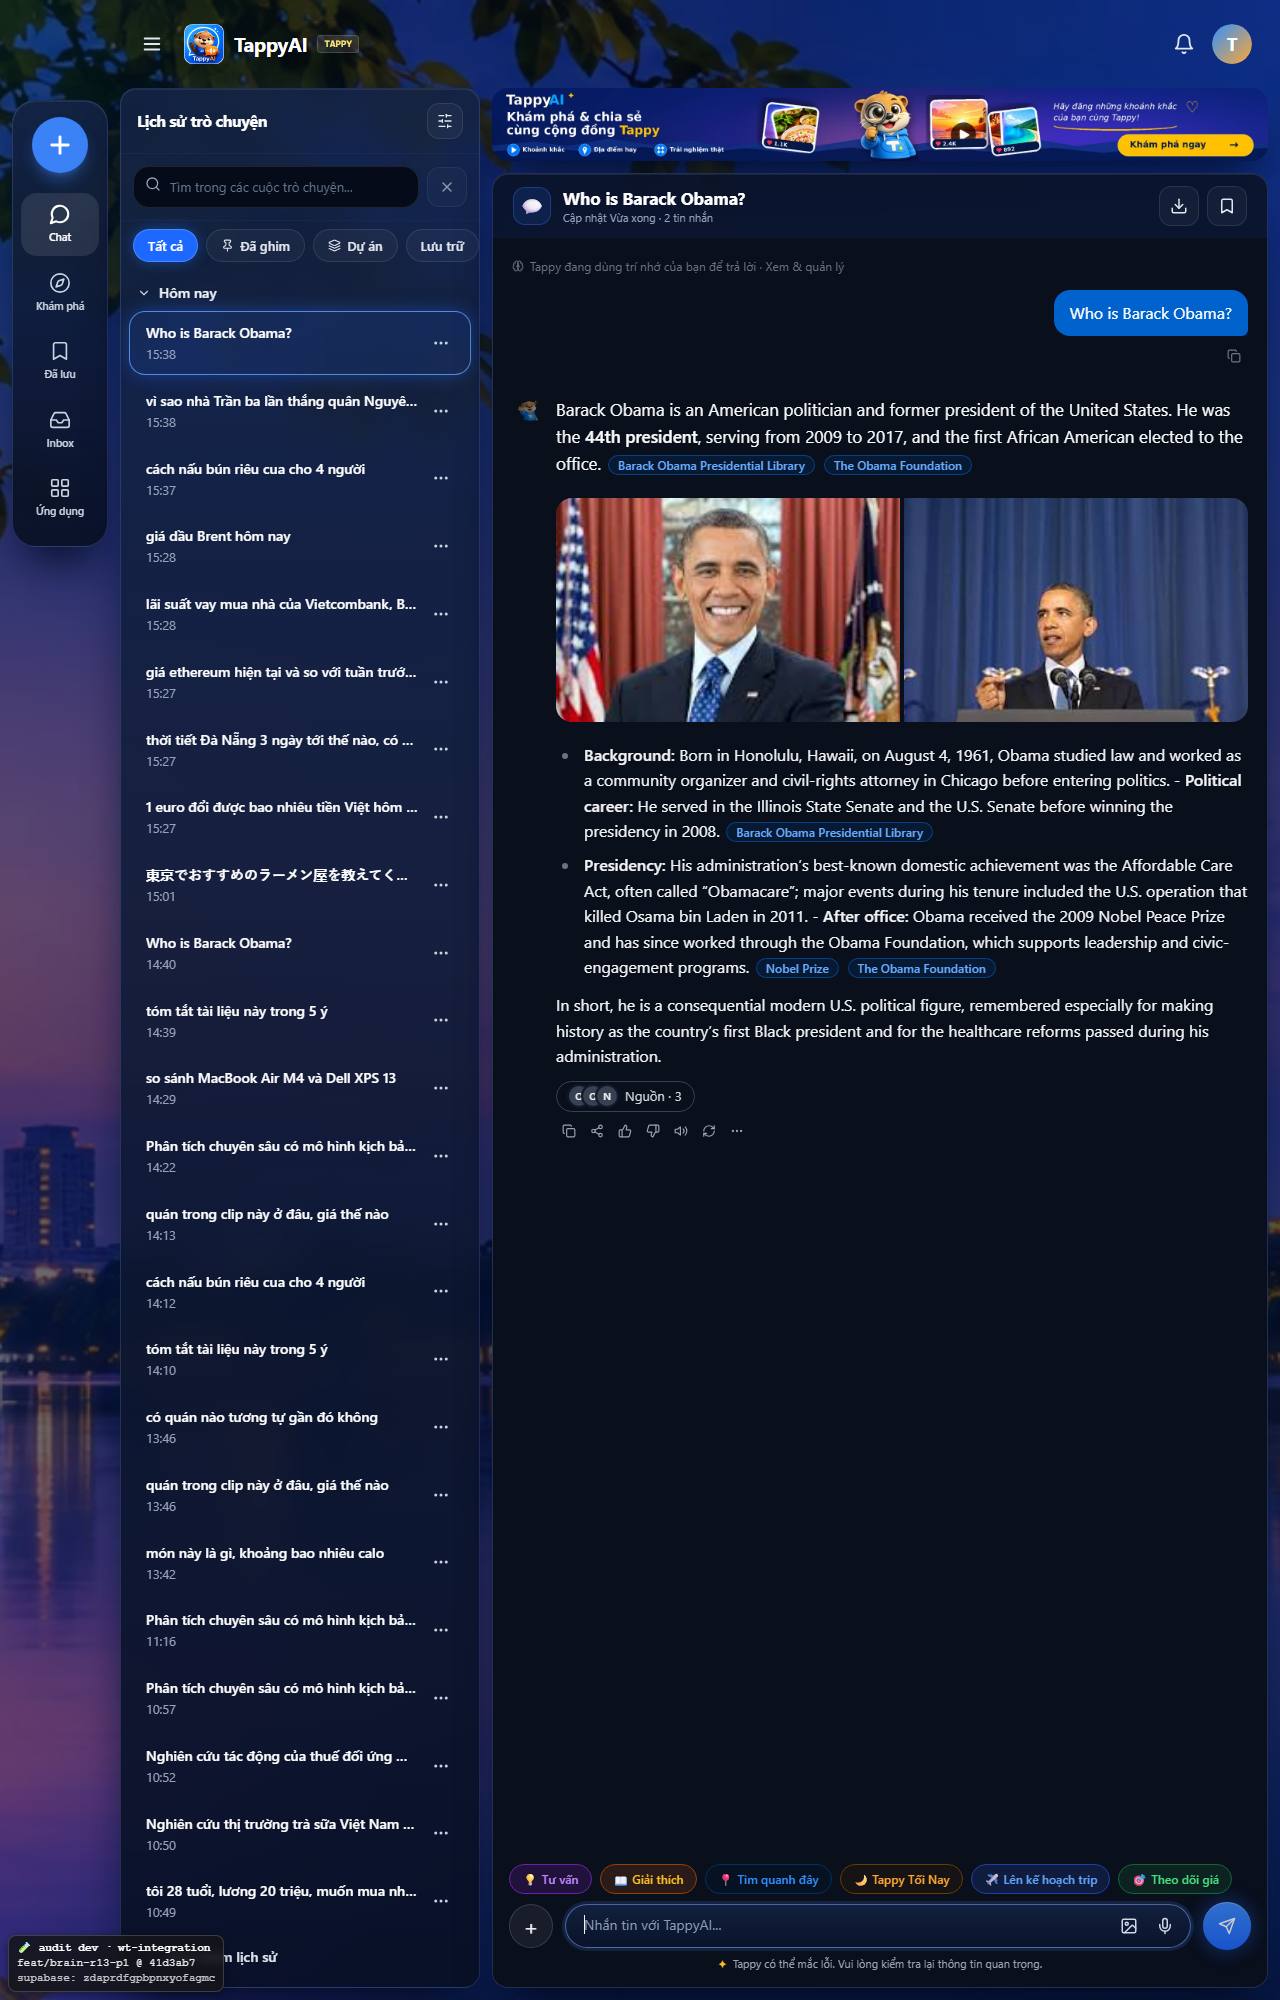 TappyAI TAPPY
T
Chat
Khám phá
Đã lưu
Inbox
Ứng dụng
Lịch sử trò chuyện
Tìm trong các cuộc trò chuyện...
Tất cả
Đã ghim
Dự án
Lưu trữ
Hôm nay
Who is Barack Obama?
15:38
vì sao nhà Trần ba lần thắng quân Nguyê...
15:38
cách nấu bún riêu cua cho 4 người
15:37
giá dầu Brent hôm nay
15:28
lãi suất vay mua nhà của Vietcombank, B...
15:28
giá ethereum hiện tại và so với tuần trướ...
15:27
thời tiết Đà Nẵng 3 ngày tới thế nào, có ...
15:27
1 euro đổi được bao nhiêu tiền Việt hôm ...
15:27
東京でおすすめのラーメン屋を教えてく...
15:01
Who is Barack Obama?
14:40
tóm tắt tài liệu này trong 5 ý
14:39
so sánh MacBook Air M4 và Dell XPS 13
14:29
Phân tích chuyên sâu có mô hình kịch bả...
14:22
quán trong clip này ở đâu, giá thế nào
14:13
cách nấu bún riêu cua cho 4 người
14:12
tóm tắt tài liệu này trong 5 ý
14:10
có quán nào tương tự gần đó không
13:46
quán trong clip này ở đâu, giá thế nào
13:46
món này là gì, khoảng bao nhiêu calo
13:42
Phân tích chuyên sâu có mô hình kịch bả...
11:16
Phân tích chuyên sâu có mô hình kịch bả...
10:57
Nghiên cứu tác động của thuế đối ứng ...
10:52
Nghiên cứu thị trường trà sữa Việt Nam ...
10:50
tôi 28 tuổi, lương 20 triệu, muốn mua nh...
10:49
lịch sử
audit dev · wt-integration
feat/brain-r13-p1 @ 41d3ab7
supabase: zdaprdfgpbpnxyofagmc
TappyAI
Khám phá & chia sẻ
cùng cộng đồng Tappy
Khoảnh khắc
Địa điểm hay
Trải nghiệm thật
1.1K
2.4K
892
Hãy đăng những khoảnh khắc
của bạn cùng Tappy!
Khám phá ngay →
Who is Barack Obama?
Cập nhật Vừa xong · 2 tin nhắn
Tappy đang dùng trí nhớ của bạn để trả lời · Xem & quản lý
Who is Barack Obama?
Barack Obama is an American politician and former president of the United States. He was
the 44th president, serving from 2009 to 2017, and the first African American elected to the
office. Barack Obama Presidential Library The Obama Foundation
Background: Born in Honolulu, Hawaii, on August 4, 1961, Obama studied law and worked as
a community organizer and civil-rights attorney in Chicago before entering politics. - Political
career: He served in the Illinois State Senate and the U.S. Senate before winning the
presidency in 2008. Barack Obama Presidential Library
Presidency: His administration's best-known domestic achievement was the Affordable Care
Act, often called “Obamacare”; major events during his tenure included the U.S. operation that
killed Osama bin Laden in 2011. - After office: Obama received the 2009 Nobel Peace Prize
and has since worked through the Obama Foundation, which supports leadership and civic-
engagement programs. Nobel Prize The Obama Foundation
In short, he is a consequential modern U.S. political figure, remembered especially for making
history as the country's first Black president and for the healthcare reforms passed during his
administration.
N Nguồn · 3
Tư vấn
Giải thích
Tìm quanh đây
Tappy Tối Nay
Lên kế hoạch trip
Theo dõi giá
Nhắn tin với TappyAI...
Tappy có thể mắc lỗi. Vui lòng kiểm tra lại thông tin quan trọng.